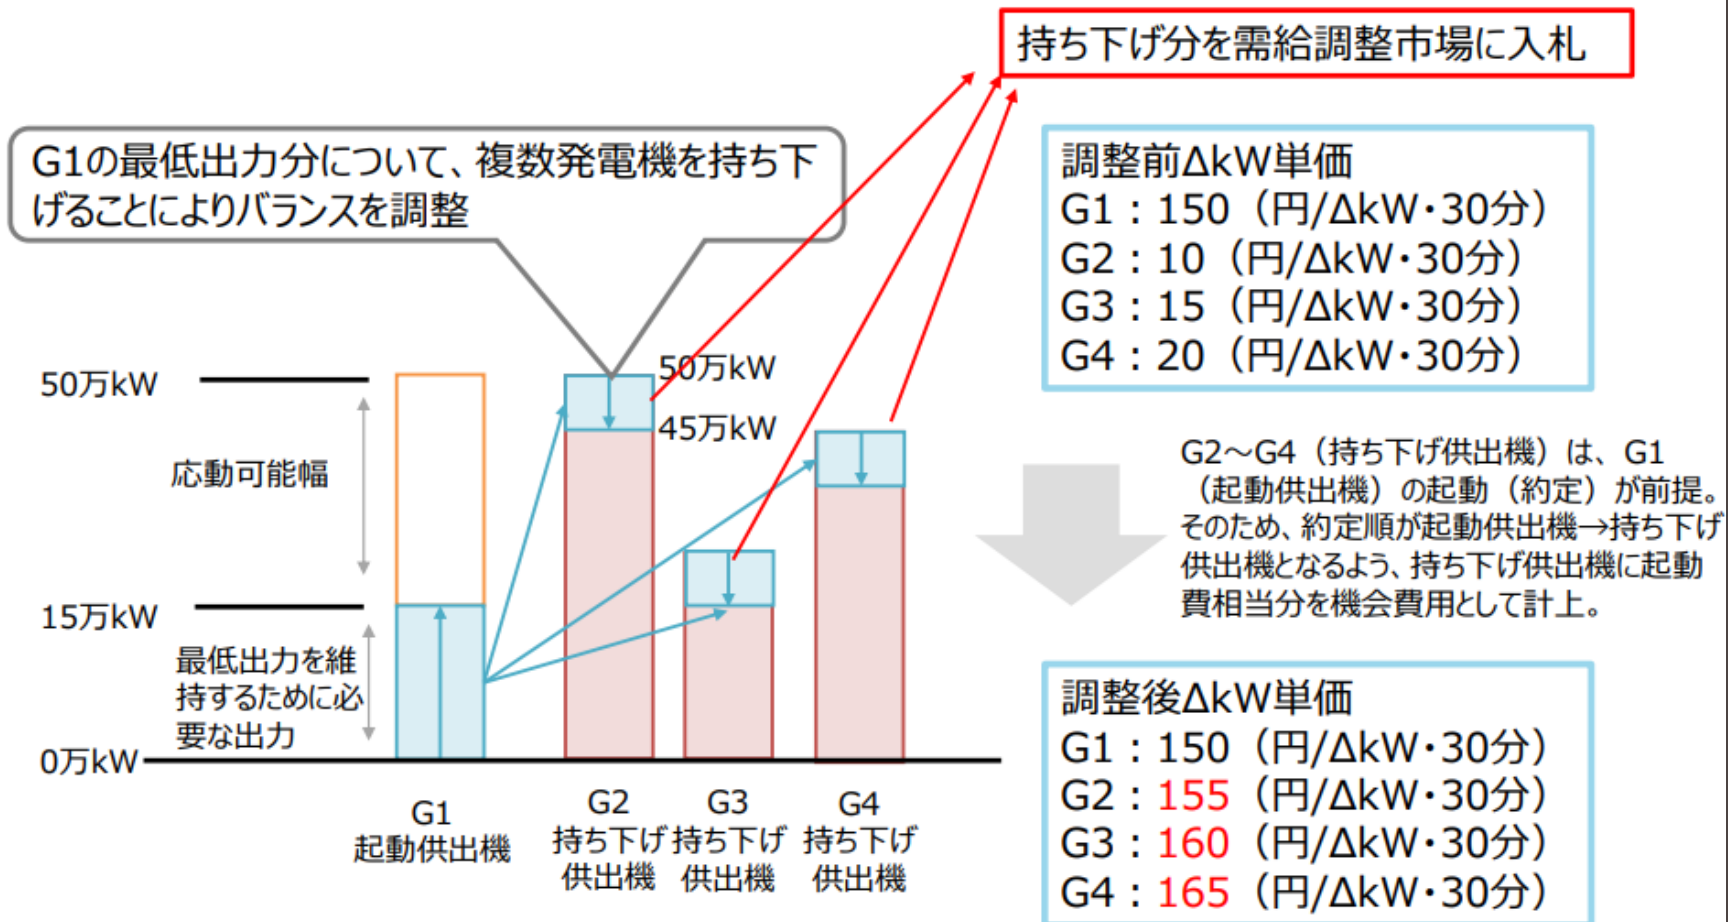 持ち下げ分を需給調整市場に入札
G1の最低出力分について、複数発電機を持ち下
げることによりバランスを調整
調整前ΔkW単価
G1：150（円/ΔkW･30分）
G2：10（円/ΔkW･30分）
G3：15（円/ΔkW･30分）
G4：20（円/ΔkW･30分）
50万kW
50万kW
45万kW
応動可能幅
15万kW
最低出力を維
持するために必
要な出力
0万kW
G1
起動供出機
G2
持ち下げ
供出機
G3
持ち下げ
供出機
G4
持ち下げ
供出機
G2～G4（持ち下げ供出機）は、G1
（起動供出機）の起動（約定）が前提。
そのため、約定順が起動供出機→持ち下げ
供出機となるよう、持ち下げ供出機に起動
費相当分を機会費用として計上。
調整後ΔkW単価
G1：150（円/ΔkW･30分）
G2：155（円/ΔkW･30分）
G3：160（円/ΔkW･30分）
G4：165（円/ΔkW･30分）